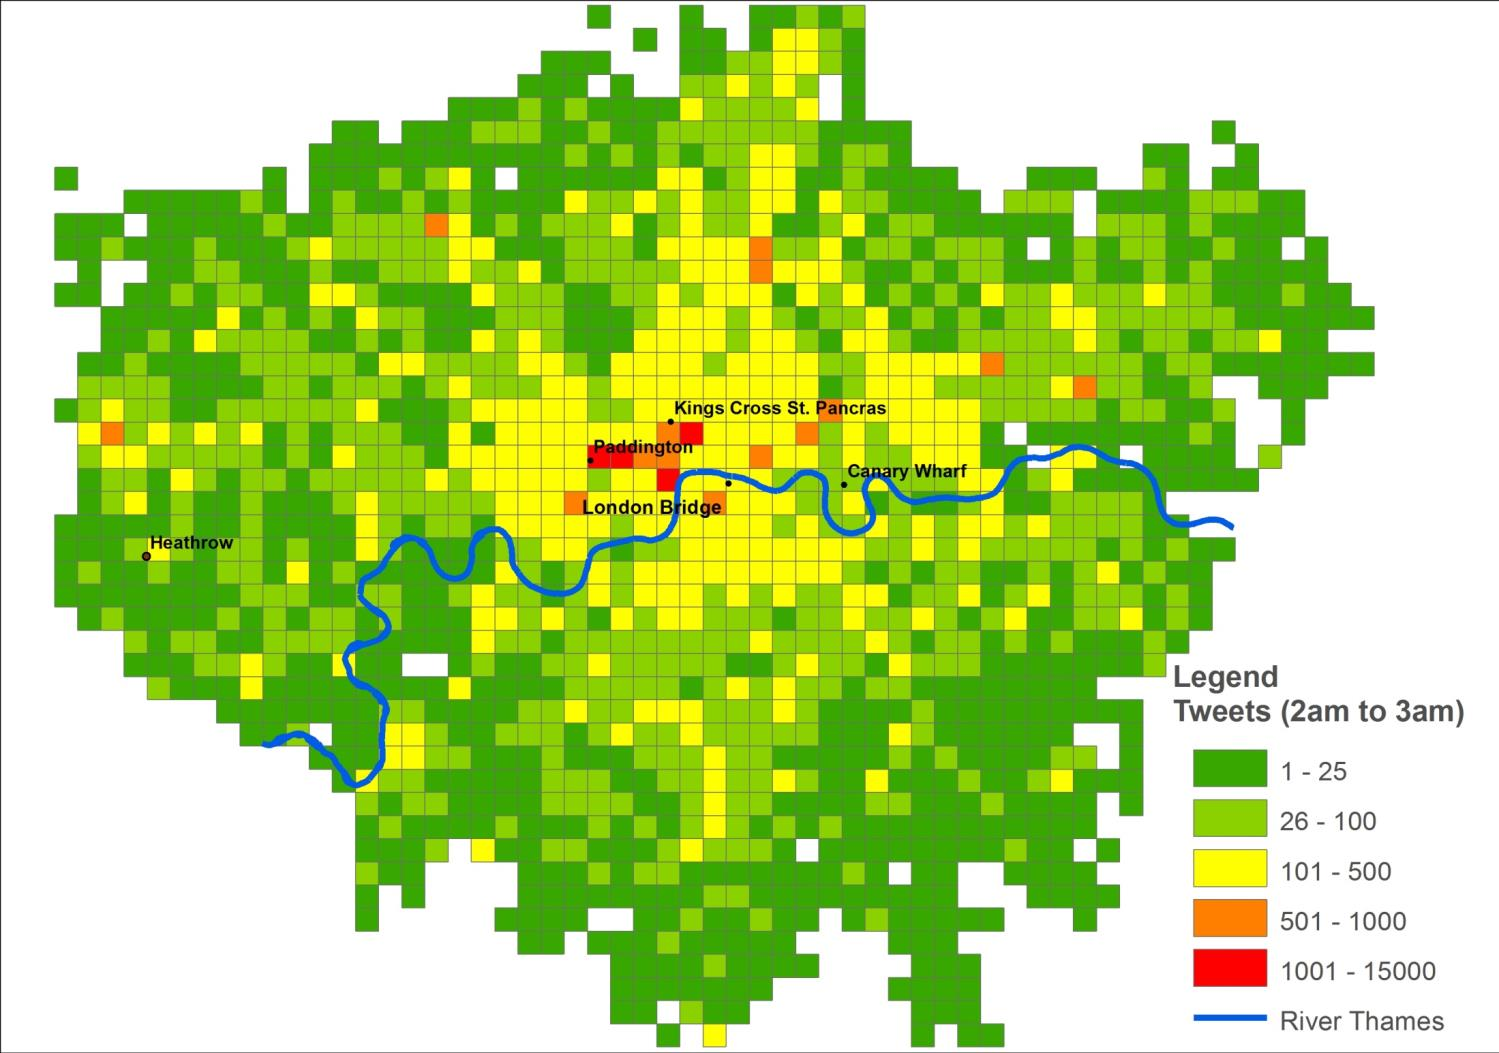 Kings Cross St. Pancras
Paddington
Canary Wharf
London Bridge
Heathrow
Legend
Tweets (2am to 3am)
1 - 25
26 - 100
101 - 500
501 - 1000
1001 - 15000
River Thames